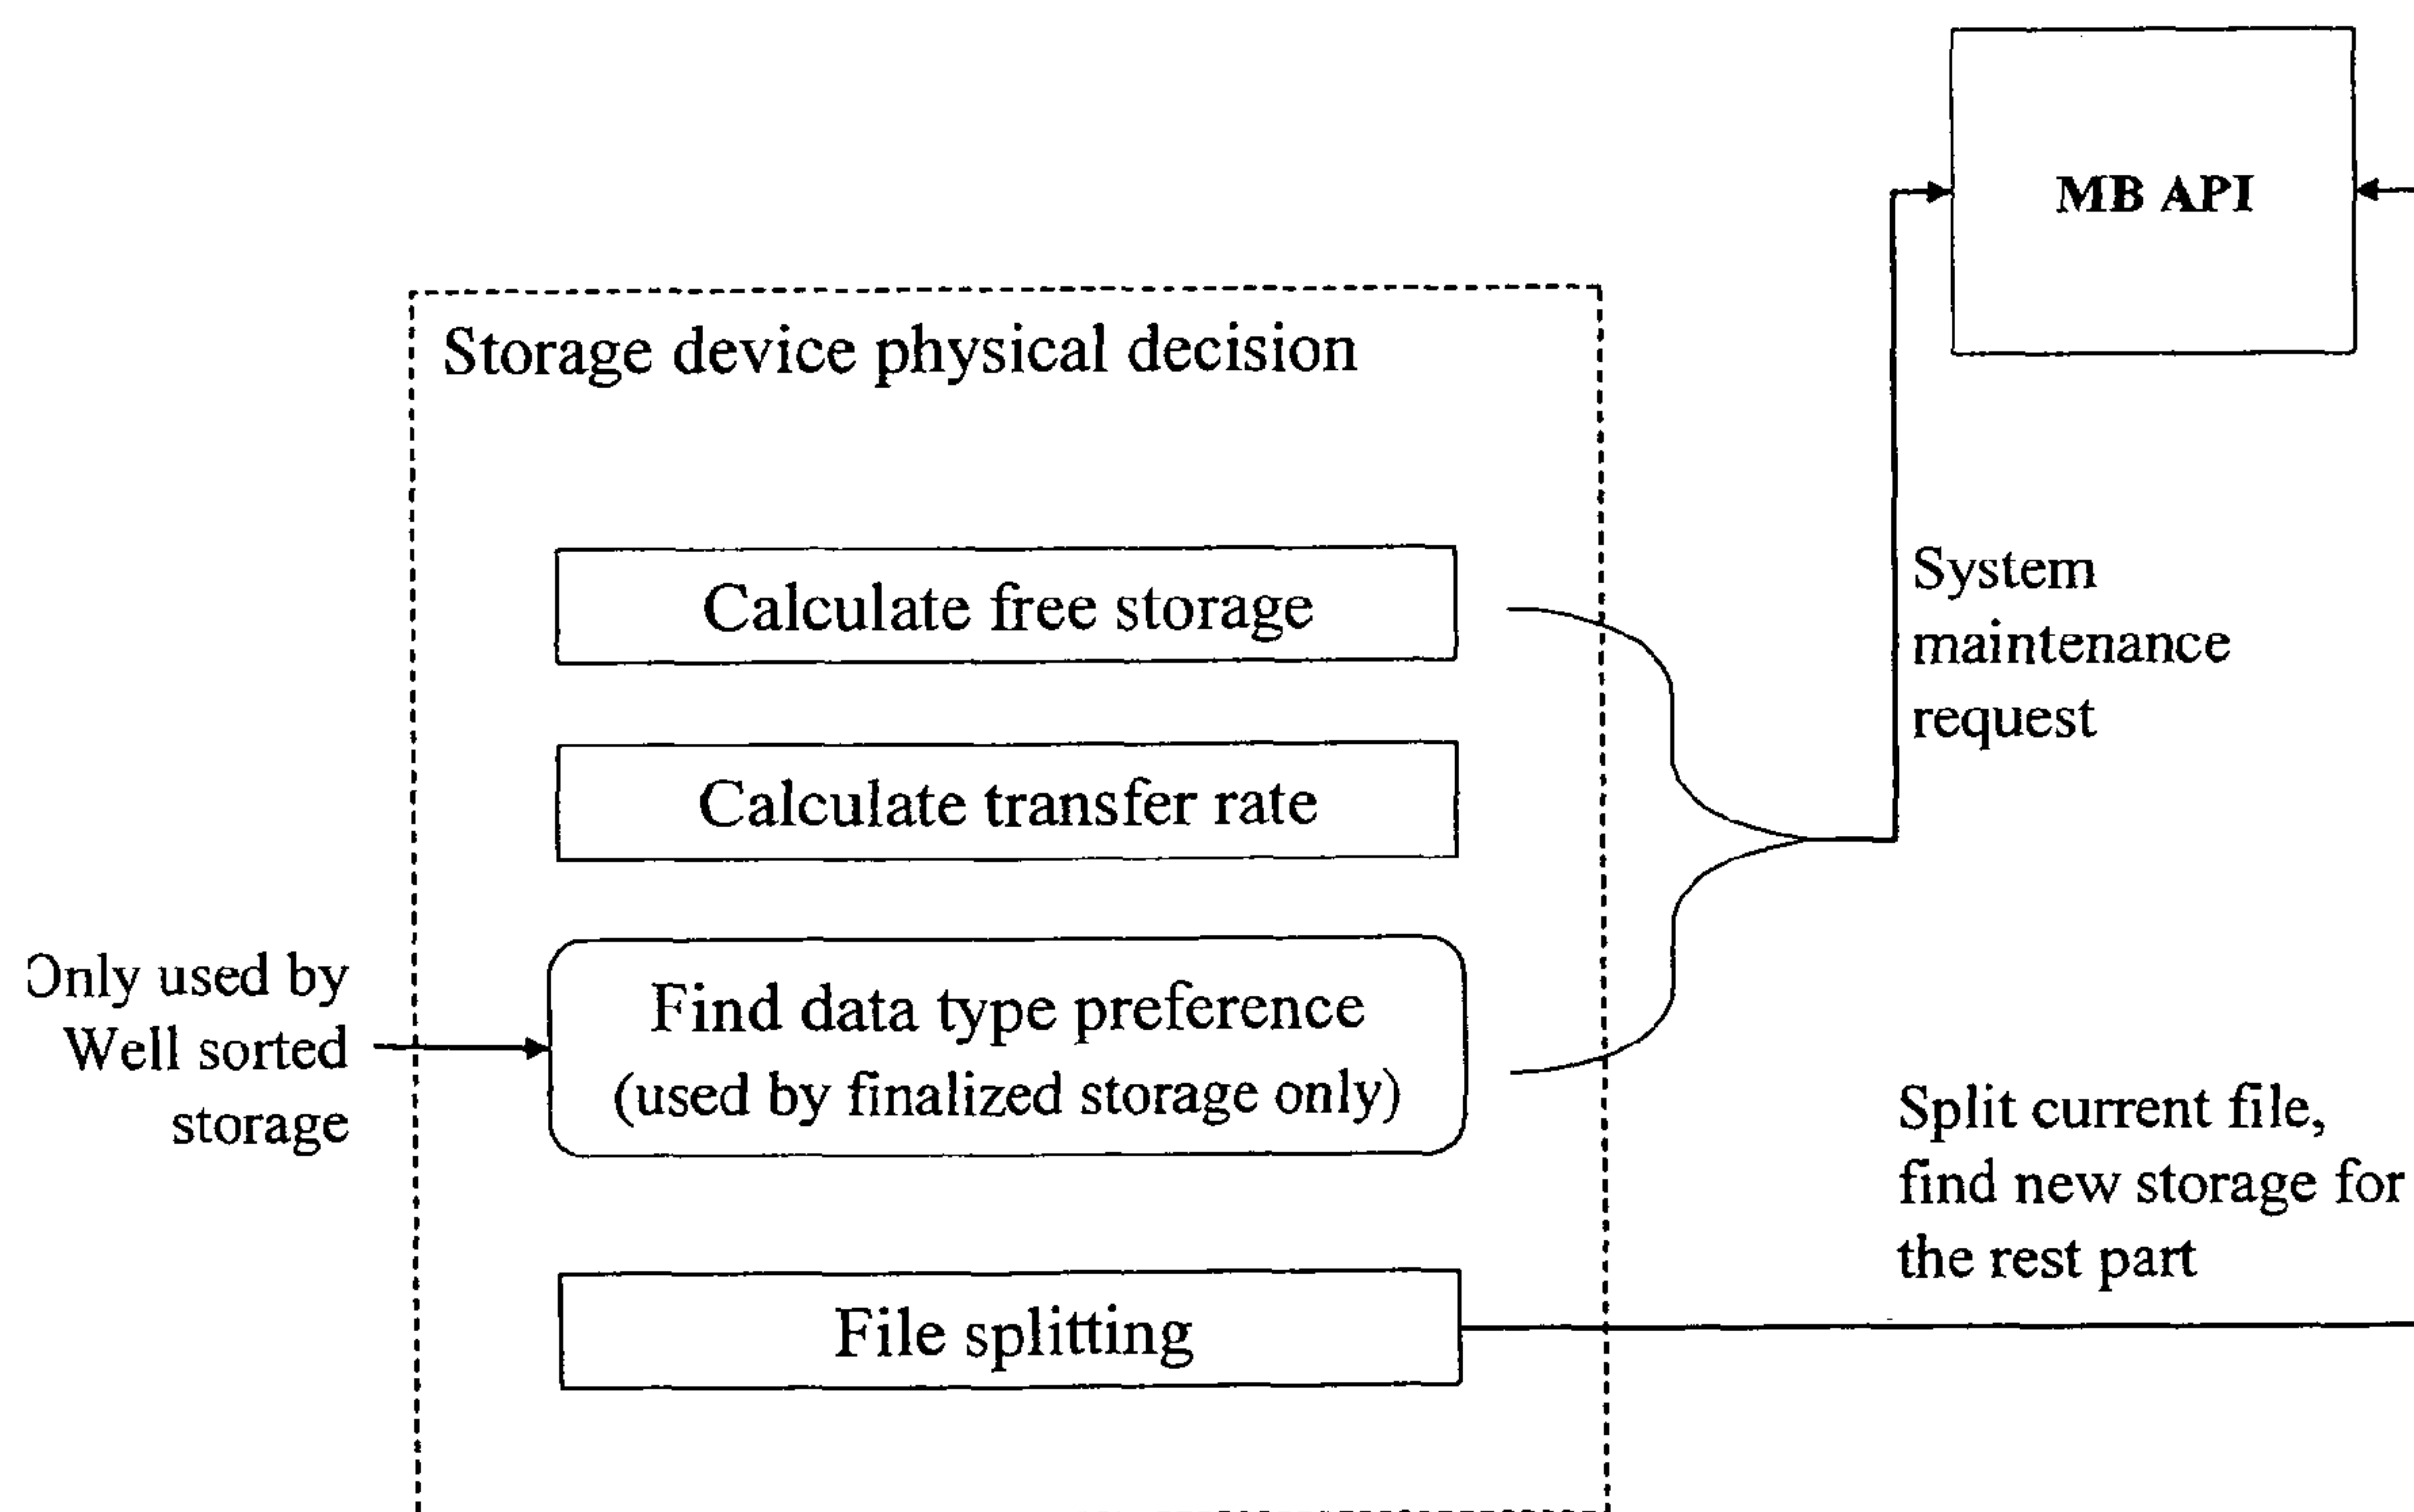 MB API
Storage device physical decision
Calculate free storage
System
maintenance
request
Calculate transfer rate
Only used by
Well sorted
storage
Find data type preference
(used by finalized storage only)
Split current file,
find new storage for
the rest part
File splitting